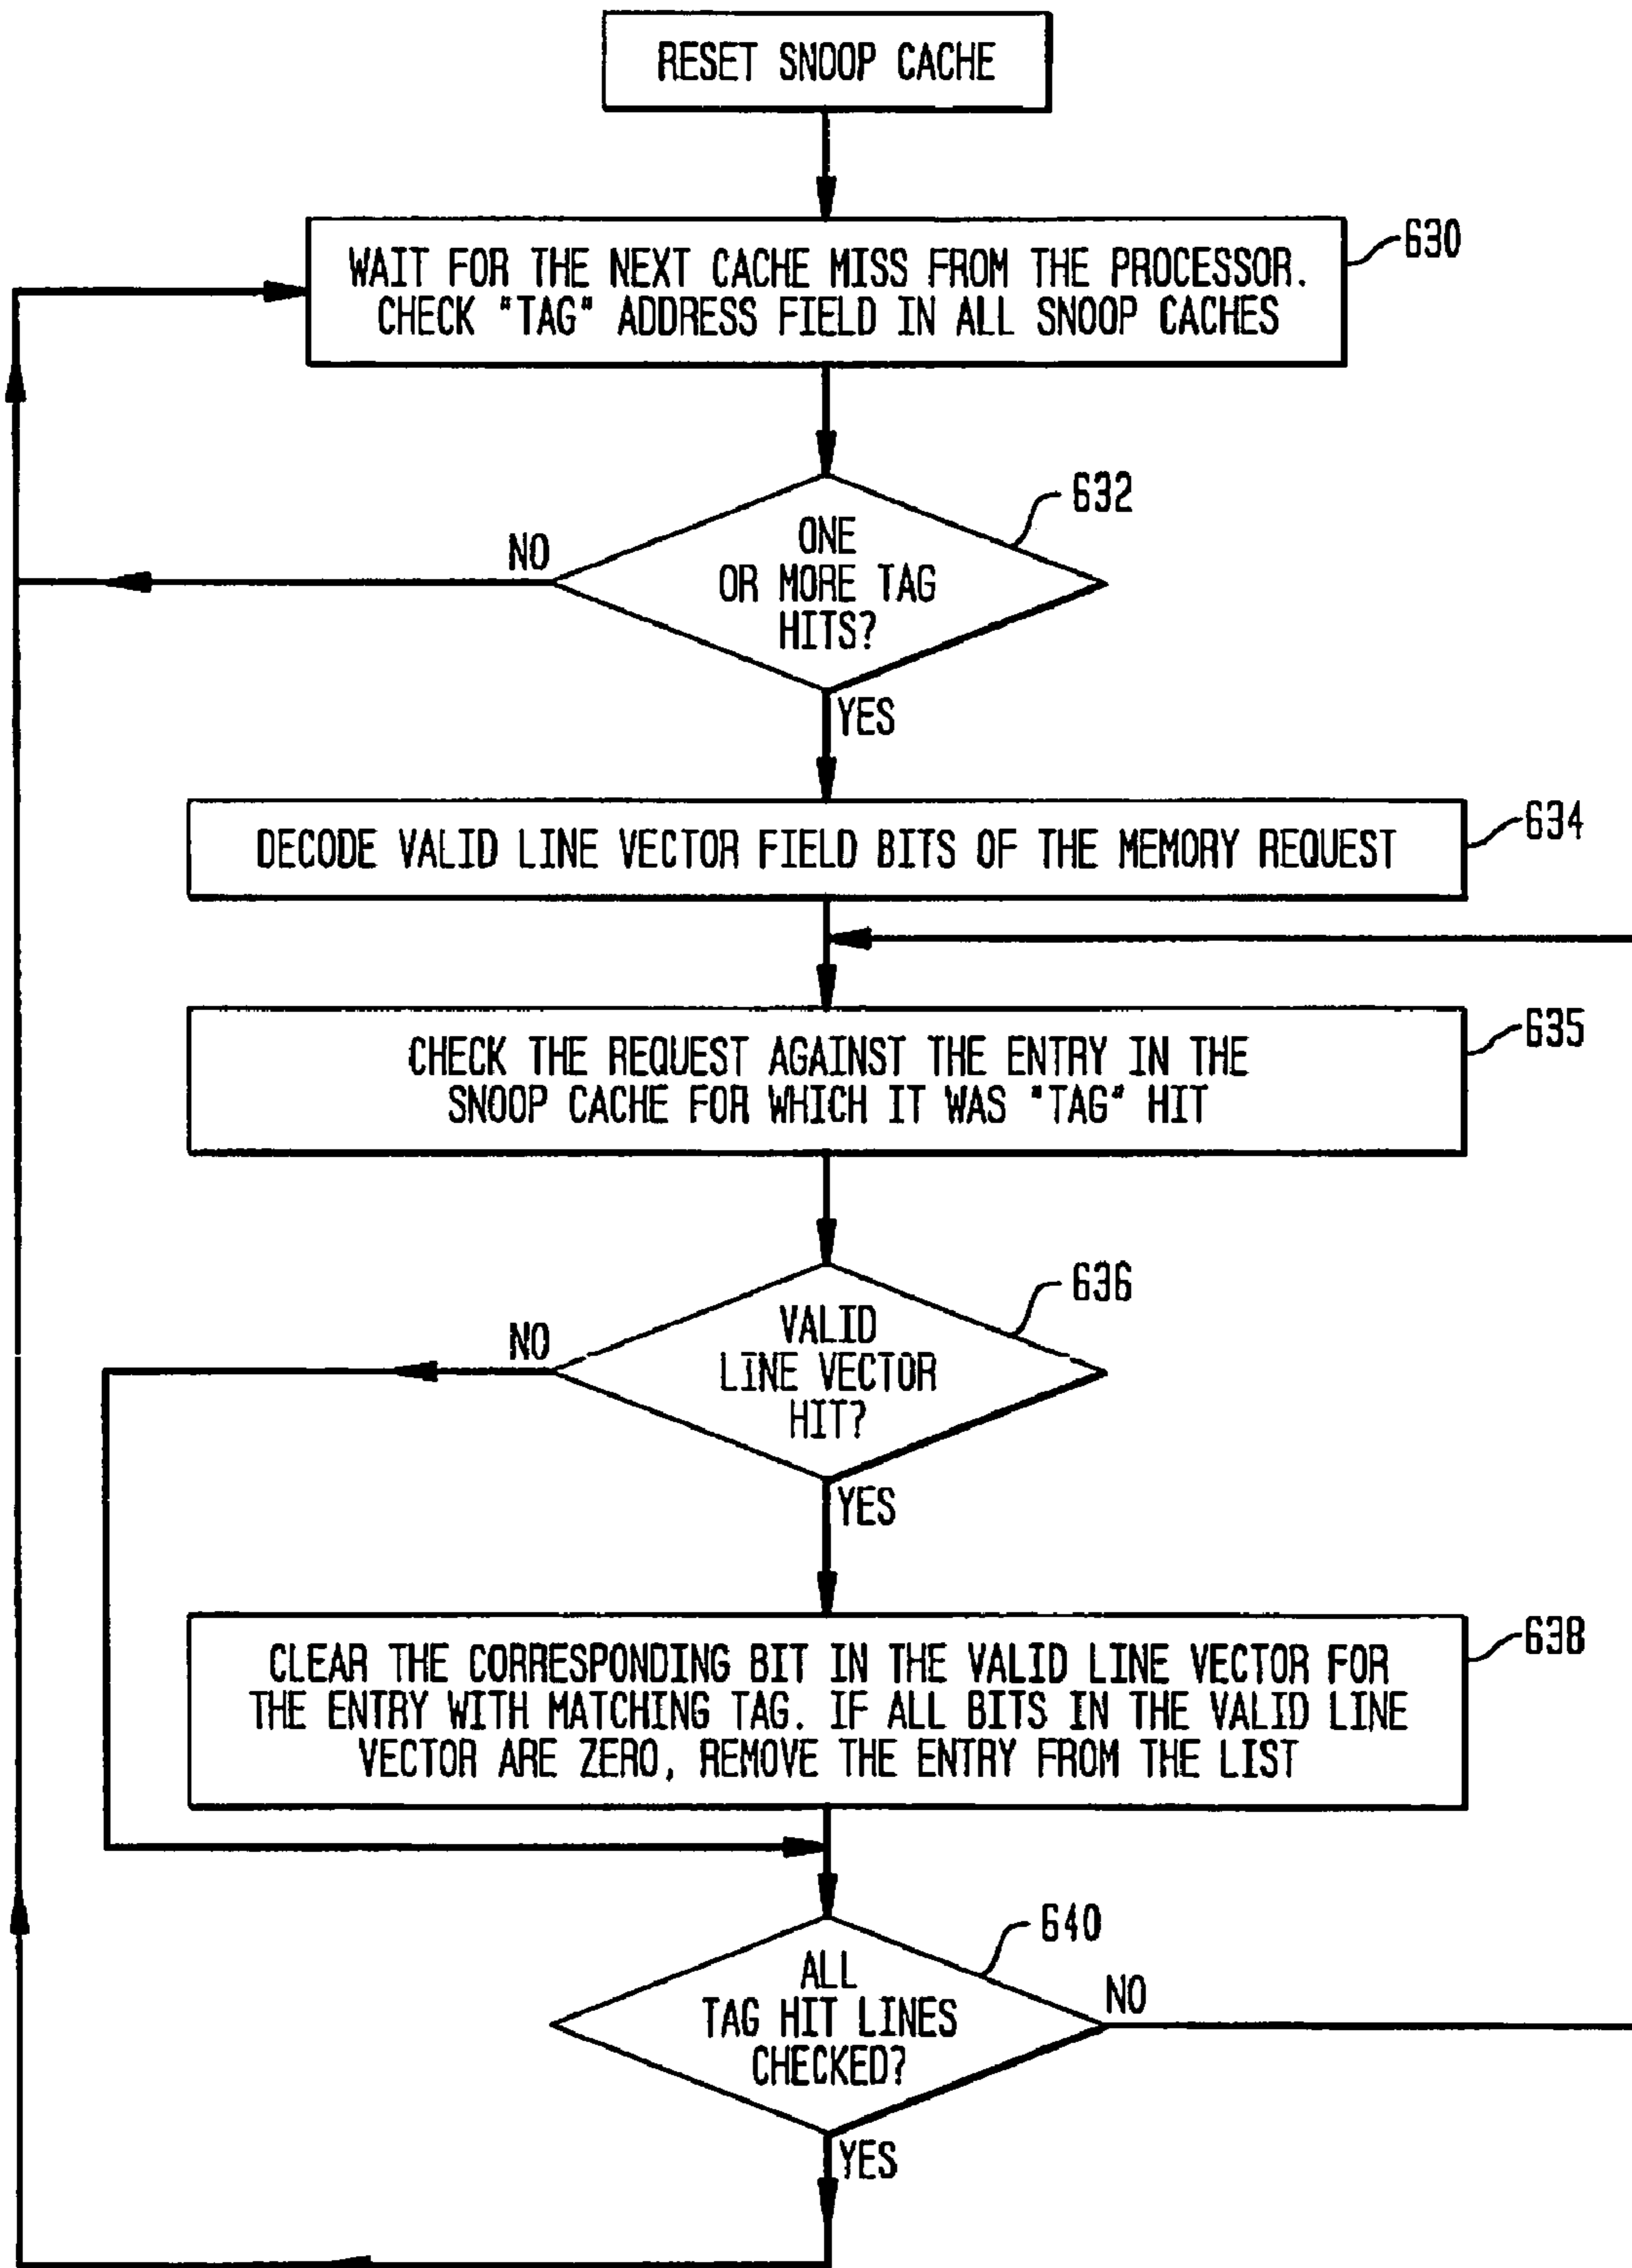 RESET SNOOP CACHE
WAIT FOR THE NEXT CACHE MISS FROM THE PROCESSOR.
CHECK "TAG" ADDRESS FIELD IN ALL SNOOP CACHES
630
632
ONE
OR MORE TAG
HITS?
NO
YES
DECODE VALID LINE VECTOR FIELD BITS OF THE MEMORY REQUEST
634
CHECK THE REQUEST AGAINST THE ENTRY IN THE
SNOOP CACHE FOR WHICH IT WAS "TAG" HIT
635
636
VALID
LINE VECTOR
HIT?
NO
YES
CLEAR THE CORRESPONDING BIT IN THE VALID LINE VECTOR FOR
THE ENTRY WITH MATCHING TAG. IF ALL BITS IN THE VALID LINE
VECTOR ARE ZERO, REMOVE THE ENTRY FROM THE LIST
638
640
ALL
TAG HIT LINES
CHECKED?
NO
YES